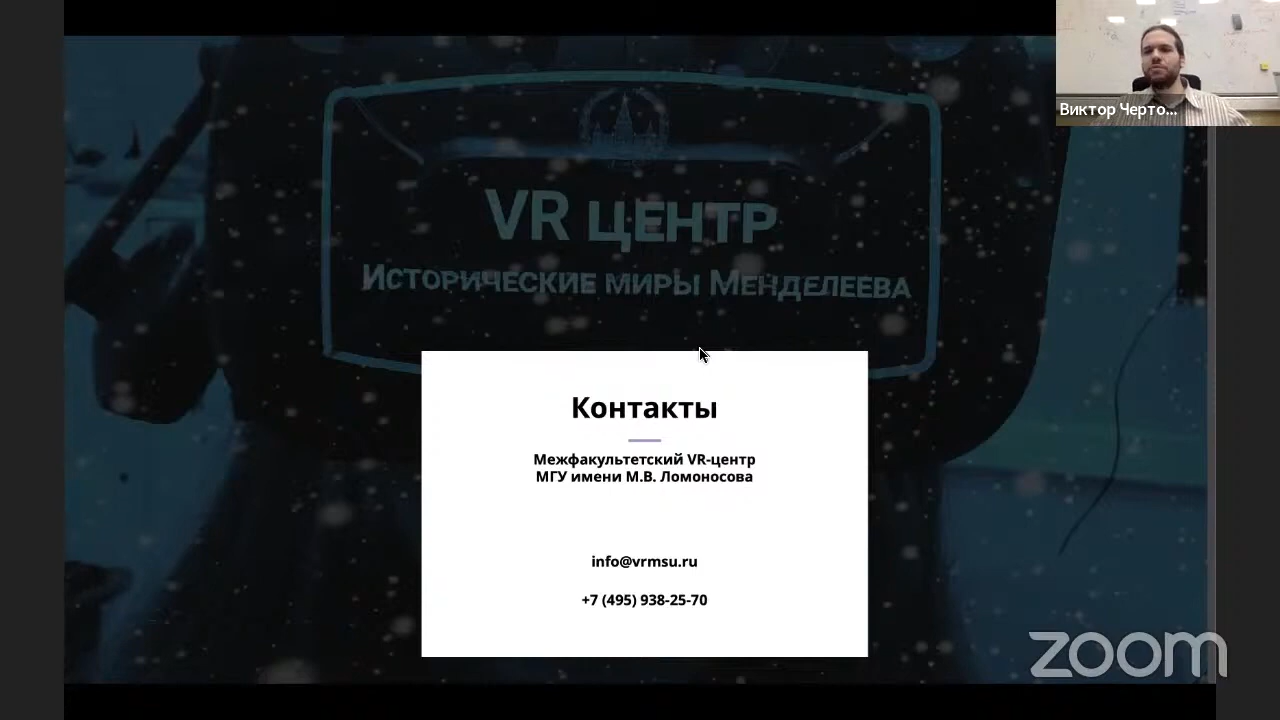 Виктор Черто...
VR ЦЕНТР
ИСТОРИЧЕСКИЕ МИРЫ МЕНДЕЛЕЕВА
Контакты
Межфакультетский VR-центр
МГУ имени М.В. Ломоносова
info@vrmsu.ru
+7 (495) 938-25-70
zoom